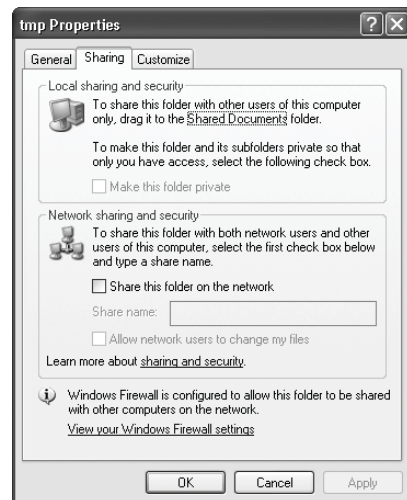 tmp Properties
General Sharing Customize
Local sharing and security
To share this folder with other users of this computer
only, drag it to the Shared Documents folder.
To make this folder and its subfolders private so that
only you have access, select the following check box.
Make this folder private
Network sharing and security
To share this folder with both network users and other
users of this computer, select the first check box below
and type a share name.
Share this folder on the network
Share name:
Allow network users to change my files
Learn more about sharing and security.
Windows Firewall is configured to allow this folder to be shared
with other computers on the network.
View your Windows Firewall settings
OK Cancel Apply